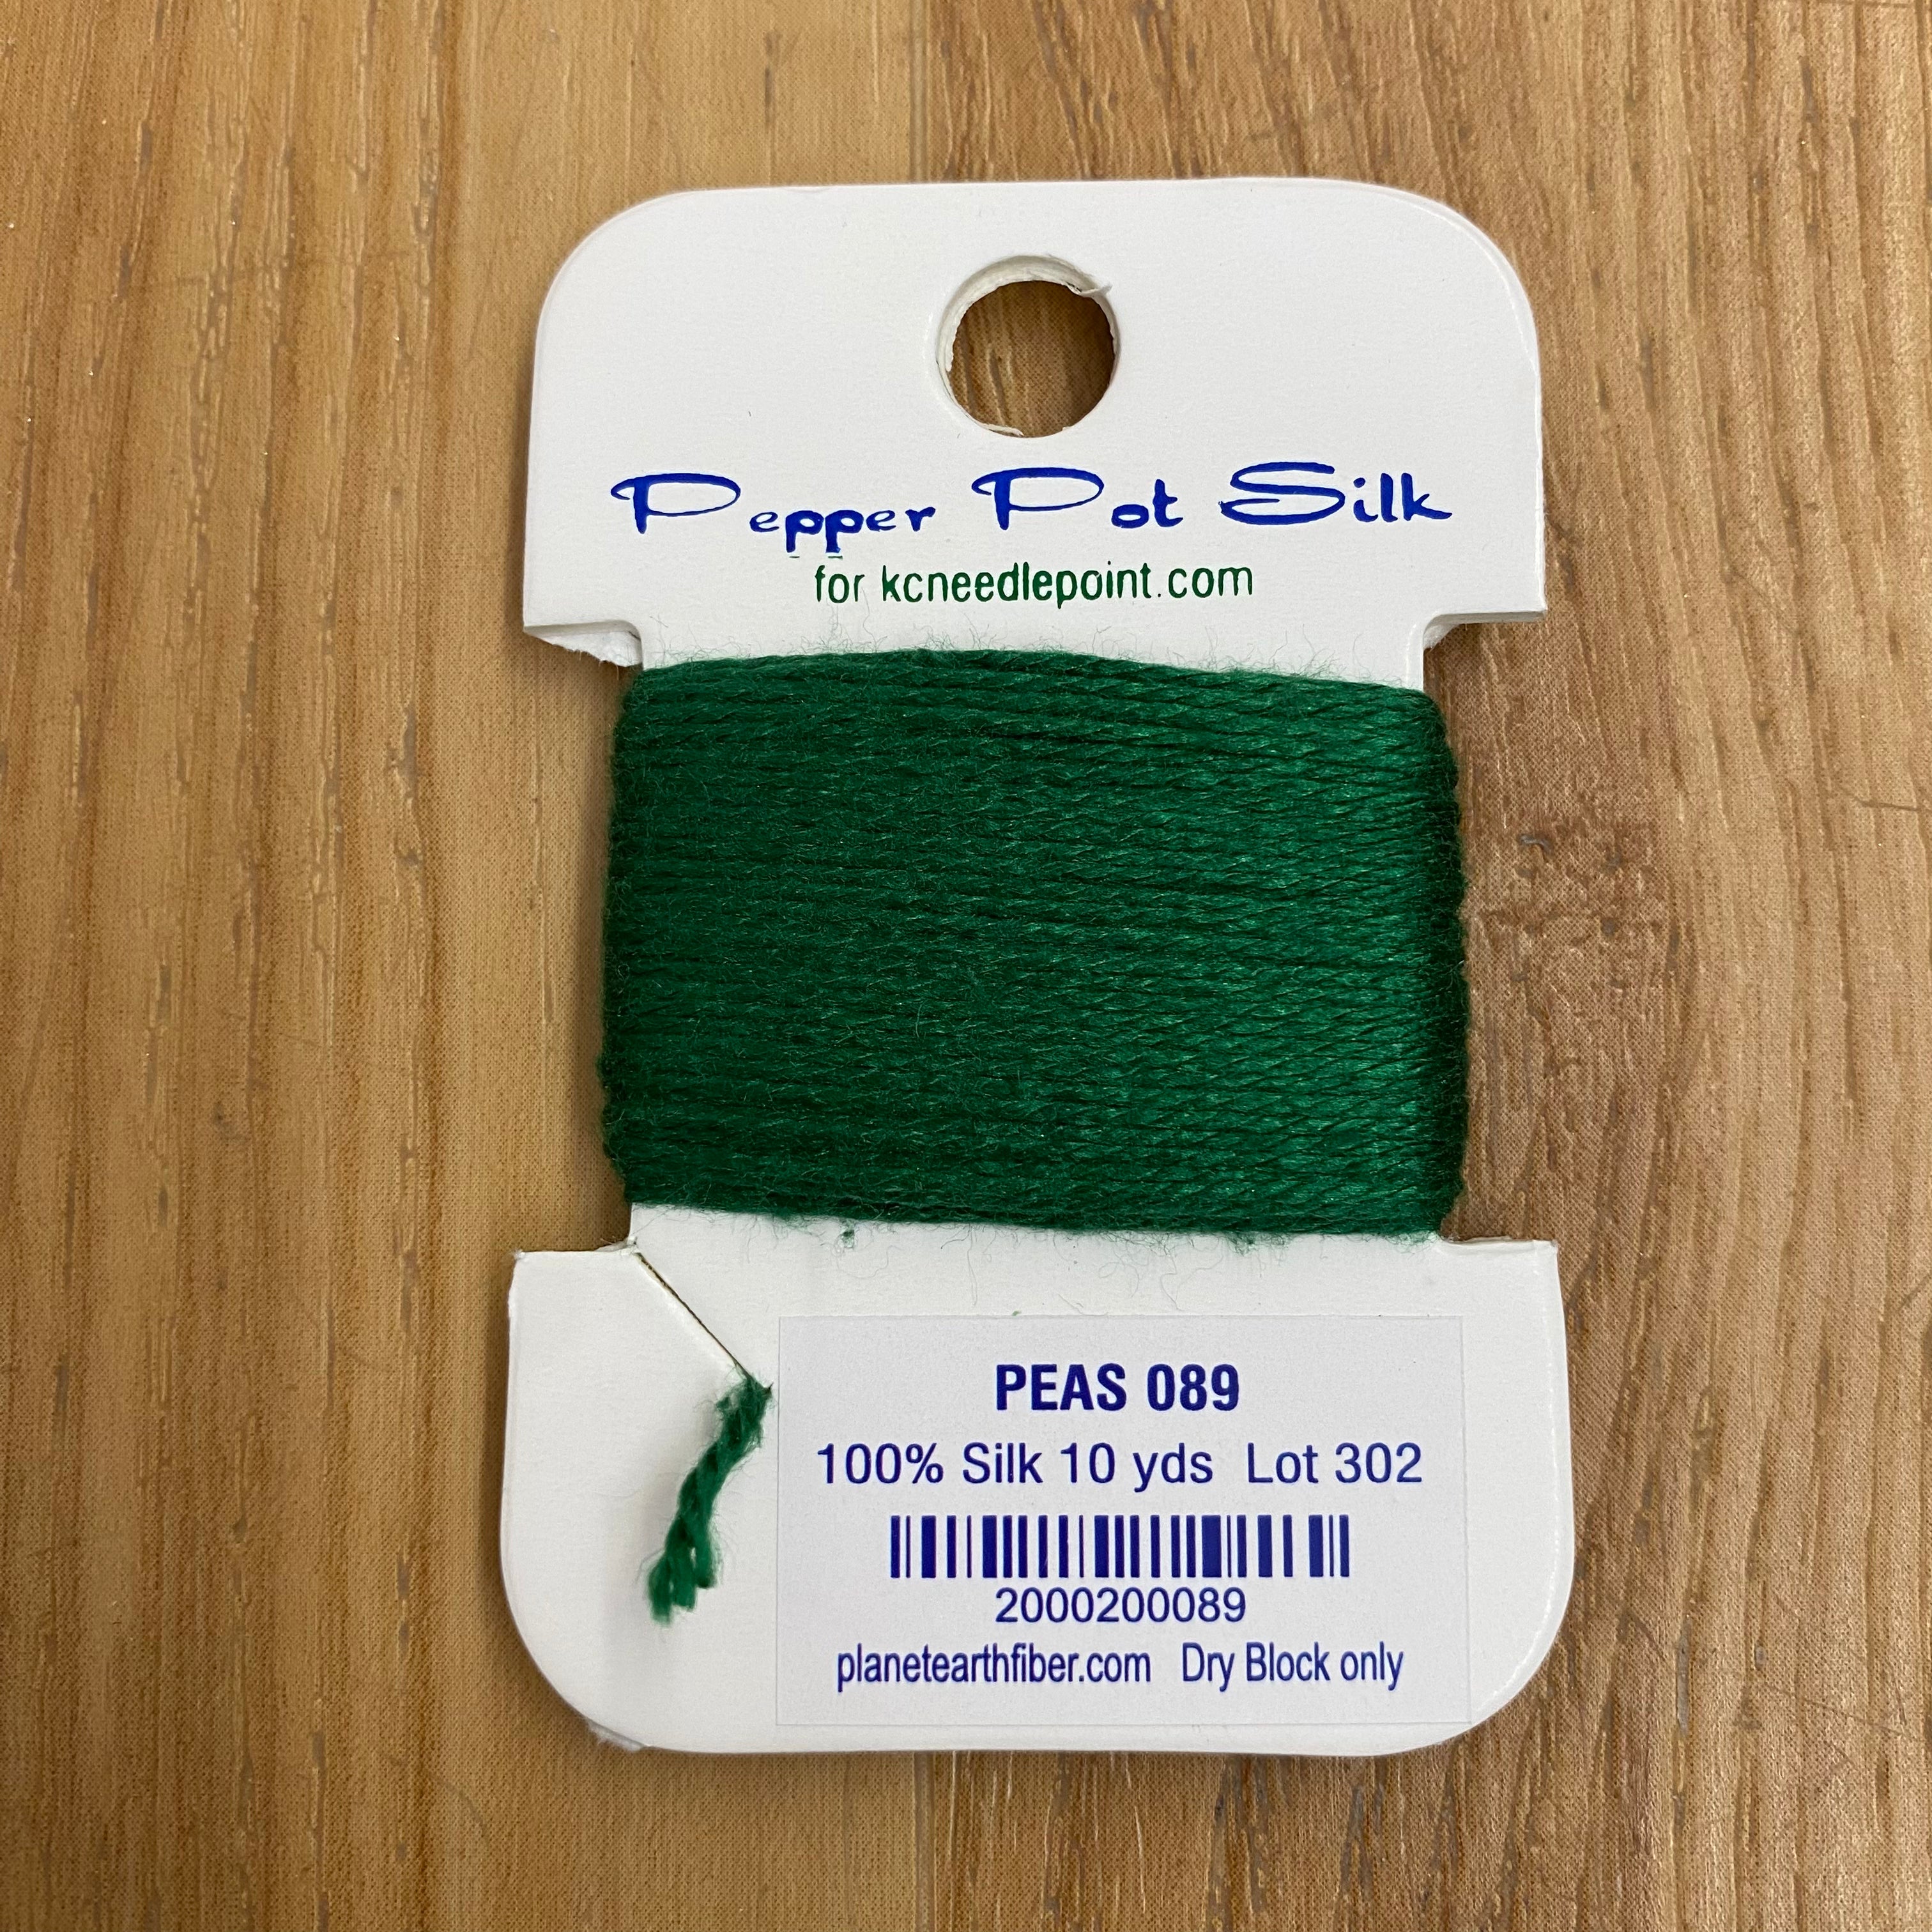 Pepper Pot Silk
for kcneedlepoint.com
PEAS 089
100% Silk 10 yds Lot 302
2000200089
planetearthfiber.com Dry Block only